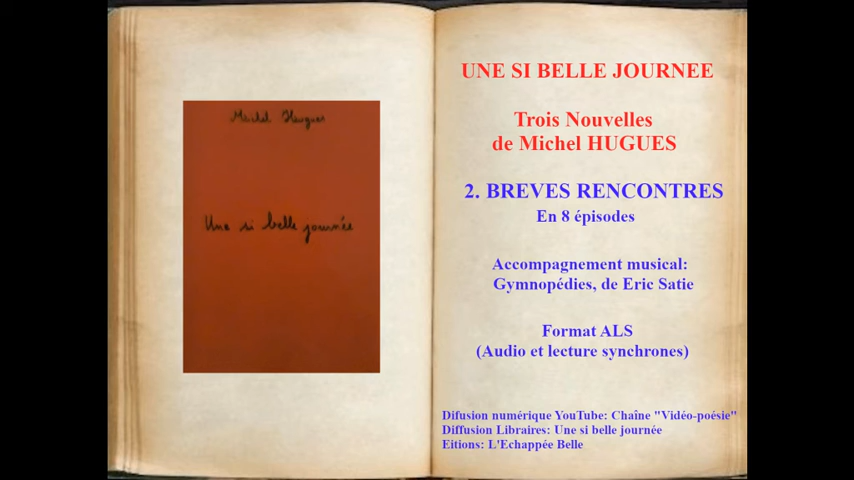 Michel Hugues
Une si belle journée
UNE SI BELLE JOURNEE
Trois Nouvelles
de Michel HUGUES
2. BREVES RENCONTRES
En 8 épisodes
Accompagnement musical:
Gymnopédies, de Eric Satie
Format ALS
(Audio et lecture synchrones)
Difusion numérique YouTube: Chaîne "Vidéo-poésie"
Diffusion Libraires: Une si belle journée
Eitions: L'Echappée Belle